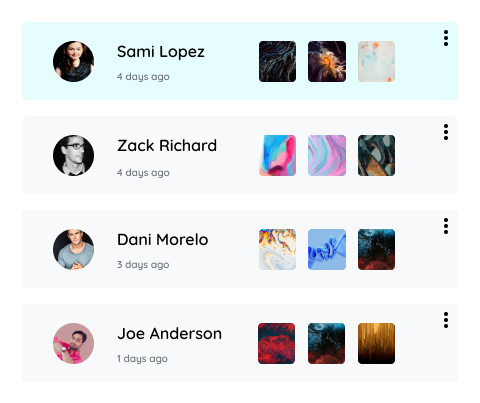 Sami Lopez
4 days ago
Zack Richard
4 days ago
Dani Morelo
3 days ago
Joe Anderson
1 days ago